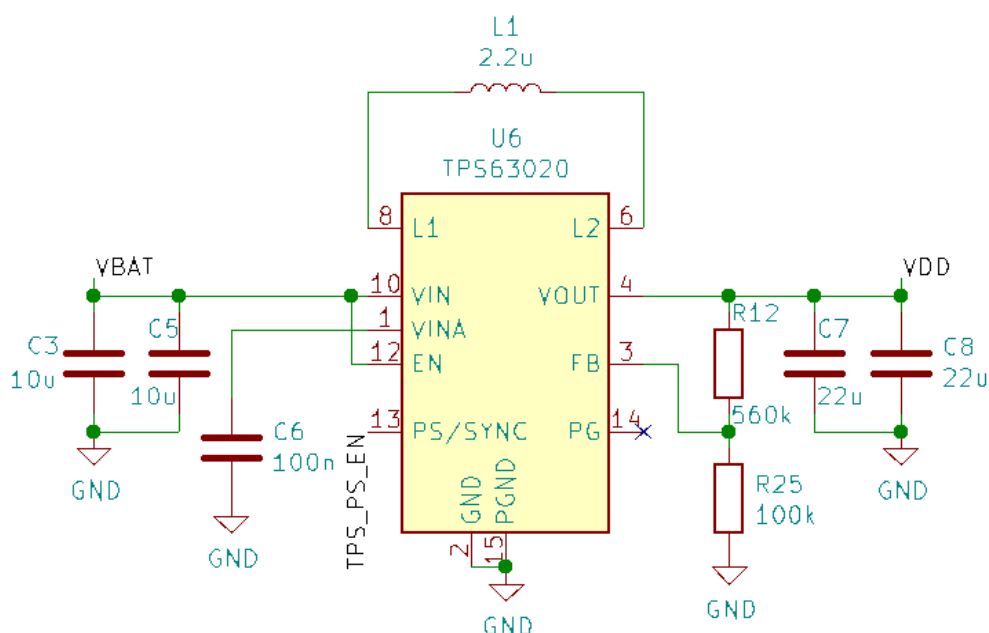 L1
2.2u
U6
TPS63020
8
L1
L2
6
VBAT
VDD
10
VIN
VOUT
4
1
VINA
R12
C7
C3
10u
C5
10u
12
EN
FB
3
560k
22u
C8
22u
13
PS/SYNC
PG
14
TPS_PS_EN
C6
100n
GND
GND
GND
PGND
R25
100k
GND
2
15
GND
GND
GND